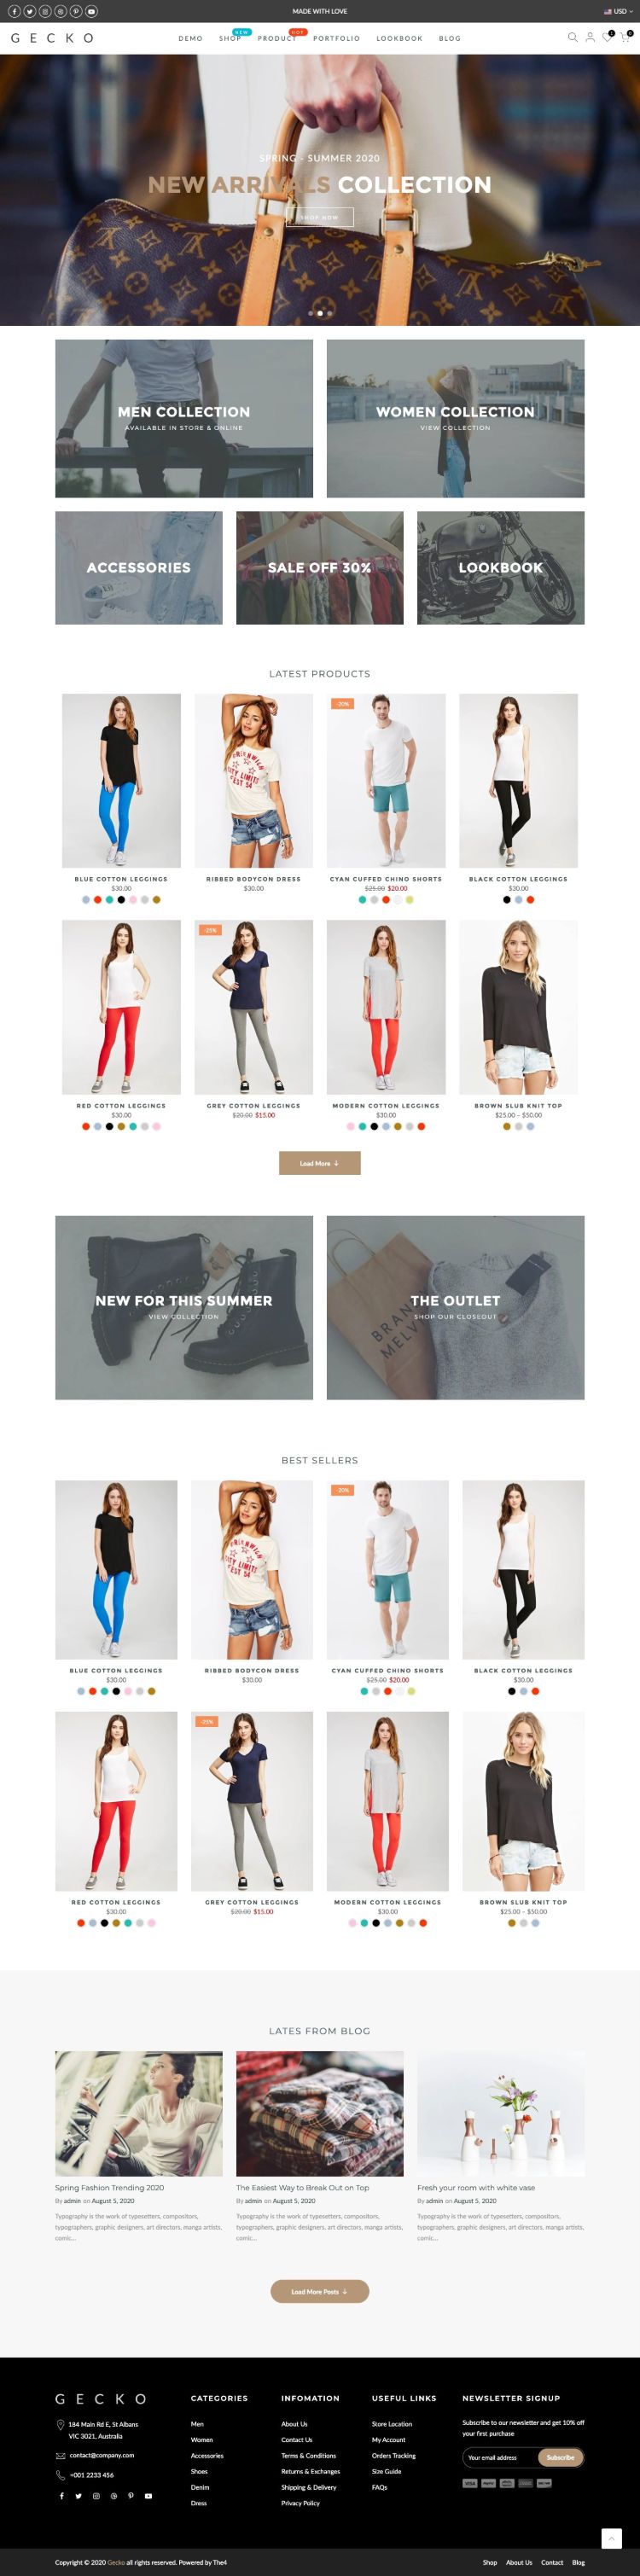 MADE WITH LOVE
USD
GECKO
DEMO SHOP NEW PRODUCT HOT PORTFOLIO LOOKBOOK BLOG
SPRING - SUMMER 2020
NEW ARRIVALS COLLECTION
SHOP NOW
MEN COLLECTION
AVAILABLE IN STORE & ONLINE
WOMEN COLLECTION
VIEW COLLECTION
ACCESSORIES
SALE OFF 30%
LOOKBOOK
LATEST PRODUCTS
-20%
BLUE COTTON LEGGINGS
$30.00
RIBBED BODYCON DRESS
$30.00
CYAN CUFFED CHINO SHORTS
$25.00 $20.00
BLACK COTTON LEGGINGS
$30.00
-25%
RED COTTON LEGGINGS
$30.00
GREY COTTON LEGGINGS
$20.00 $15.00
MODERN COTTON LEGGINGS
$30.00
BROWN SLUB KNIT TOP
$25.00 – $50.00
Load More
NEW FOR THIS SUMMER
VIEW COLLECTION
THE OUTLET
SHOP OUR CLOSEOUT
BEST SELLERS
-20%
BLUE COTTON LEGGINGS
$30.00
RIBBED BODYCON DRESS
$30.00
CYAN CUFFED CHINO SHORTS
$25.00 $20.00
BLACK COTTON LEGGINGS
$30.00
-25%
RED COTTON LEGGINGS
$30.00
GREY COTTON LEGGINGS
$20.00 $15.00
MODERN COTTON LEGGINGS
$30.00
BROWN SLUB KNIT TOP
$25.00 – $50.00
LATES FROM BLOG
Spring Fashion Trending 2020
By admin on August 5, 2020
Typography is the work of typesetters, compositors,
typographers, graphic designers, art directors, manga artists,
comic...
The Easiest Way to Break Out on Top
By admin on August 5, 2020
Typography is the work of typesetters, compositors,
typographers, graphic designers, art directors, manga artists,
comic...
Fresh your room with white vase
By admin on August 5, 2020
Typography is the work of typesetters, compositors,
typographers, graphic designers, art directors, manga artists,
comic...
Load More Posts
GECKO
184 Main Rd E, St Albans
VIC 3021, Australia
contact@company.com
+001 2233 456
CATEGORIES
Men
Women
Accessories
Shoes
Denim
Dress
INFOMATION
About Us
Contact Us
Terms & Conditions
Returns & Exchanges
Shipping & Delivery
Privacy Policy
USEFUL LINKS
Store Location
My Account
Orders Tracking
Size Guide
FAQs
NEWSLETTER SIGNUP
Subscribe to our newsletter and get 10% off
your first purchase
Your email address
Subscribe
VISA
Copyright © 2020 Gecko all rights reserved. Powered by The4
Shop About Us Contact Blog